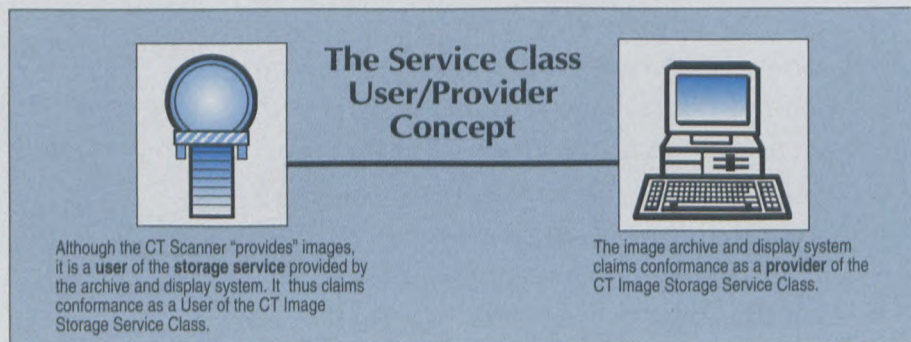 The Service Class
User/Provider
Concept
Although the CT Scanner "provides" images,
it is a user of the storage service provided by
the archive and display system. It thus claims
conformance as a User of the CT Image
Storage Service Class.
The image archive and display system
claims conformance as a provider of the
CT Image Storage Service Class.